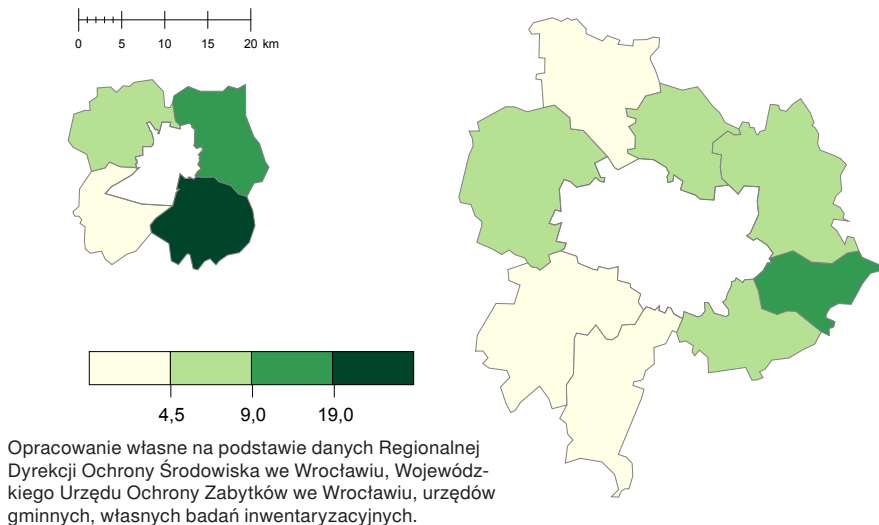 0 5 10 15 20 km
4,5 9,0 19,0
Opracowanie własne na podstawie danych Regionalnej
Dyrekcji Ochrony Środowiska we Wrocławiu, Wojewódz-
kiego Urzędu Ochrony Zabytków we Wrocławiu, urzędów
gminnych, własnych badań inwentaryzacyjnych.